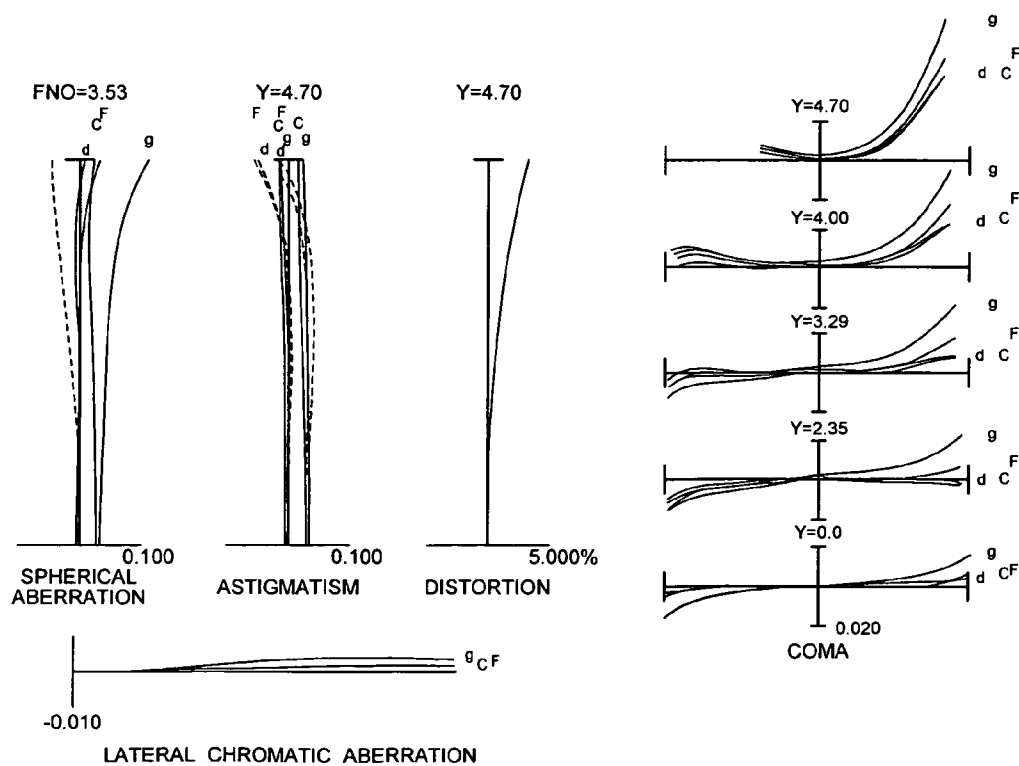 FNO=3.53
F
C
d
g
0.100
SPHERICAL
ABERRATION
Y=4.70
F F
C C
d d g g
0.100
ASTIGMATISM
Y=4.70
5.000%
DISTORTION
g
F
d C
Y=4.70
g
F
d C
Y=4.00
g
F
d C
Y=3.29
g
F
d C
Y=2.35
g
F
d C
Y=0.0
0.020
COMA
g C F
-0.010
LATERAL CHROMATIC ABERRATION